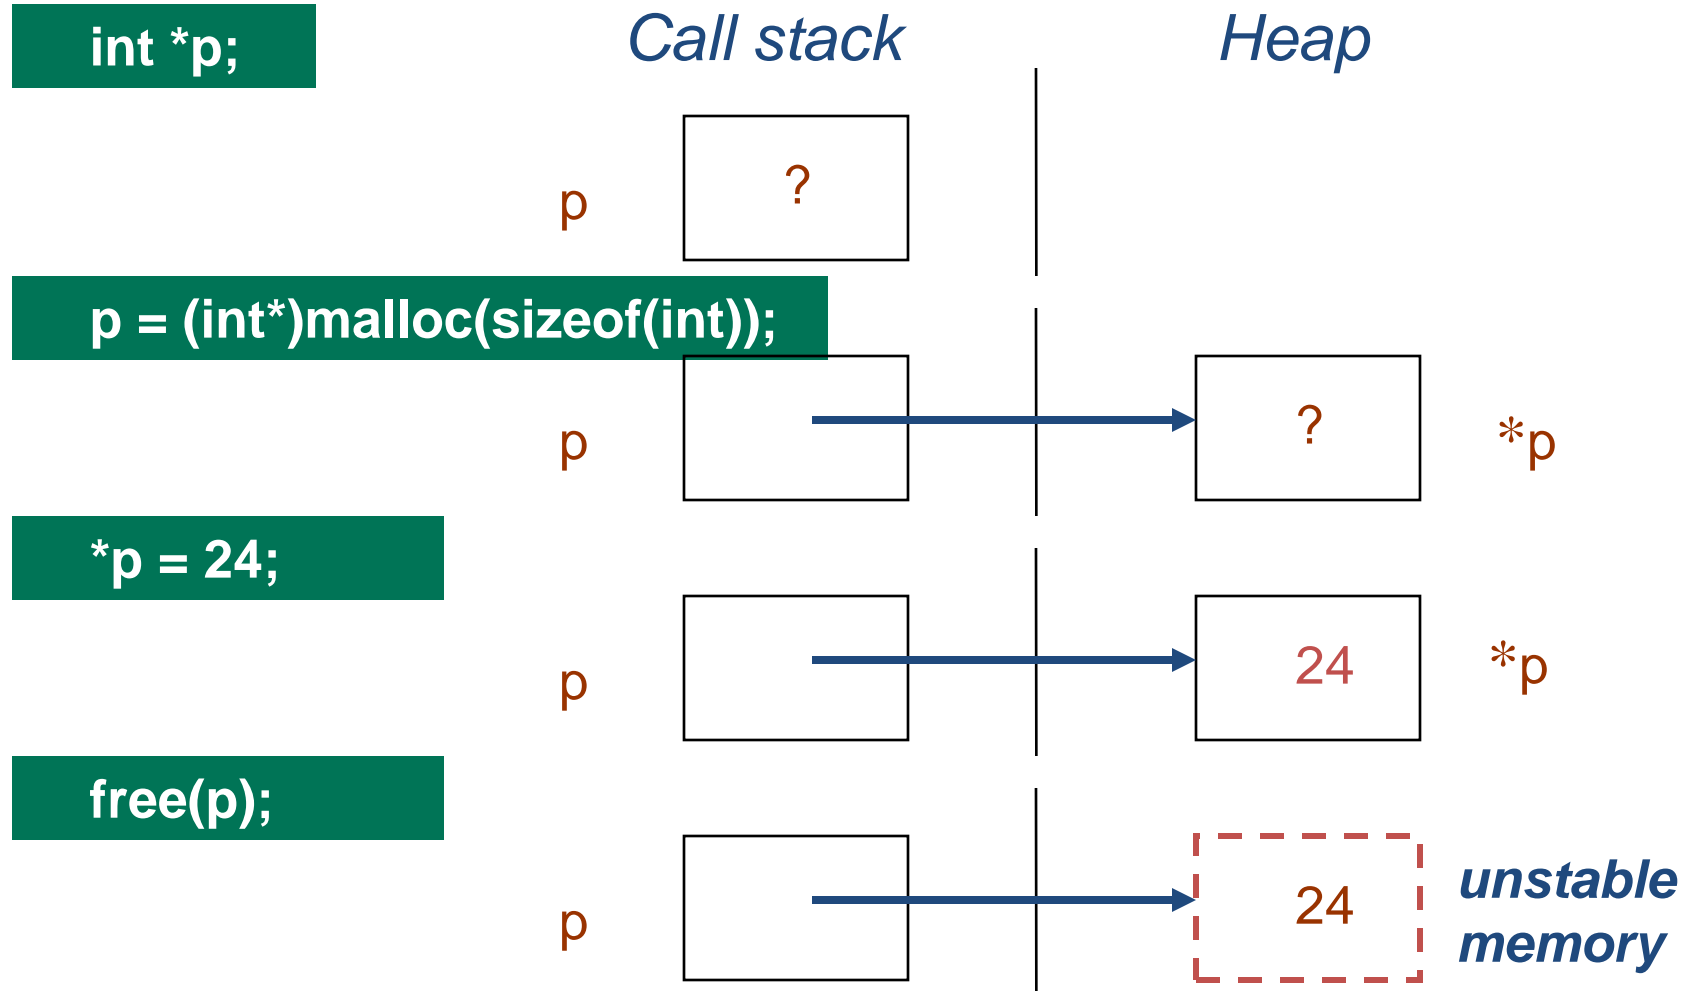 int *p;
Call stack
Heap
p
?
p = (int*)malloc(sizeof(int));
p
?
*p
*p = 24;
p
24
*p
free(p);
p
24
unstable
memory